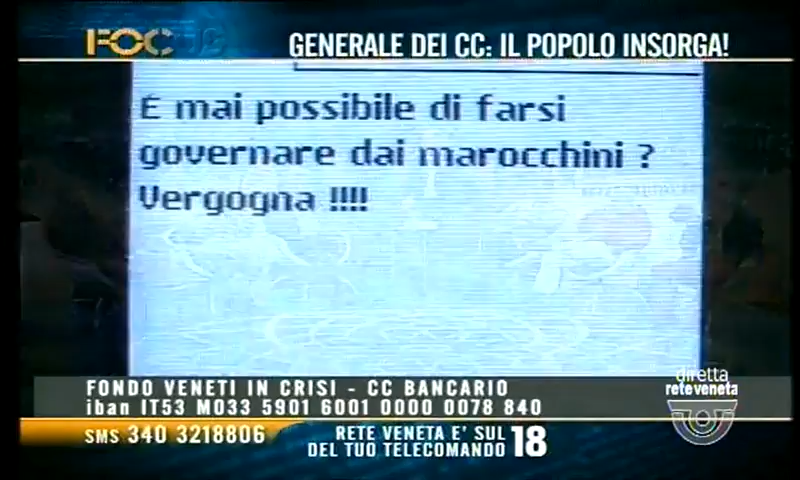 FOCUS
GENERALE DEI CC: IL POPOLO INSORGA!
E mai possibile di farsi
governare dai marocchini ?
Vergogna !!!!
FONDO VENETI IN CRISI - CC BANCARIO
iban IT53 M033 5901 6001 0000 0078 840
diretta
reteveneta
SMS 340 3218806
RETE VENETA E' SUL
DEL TUO TELECOMANDO 18